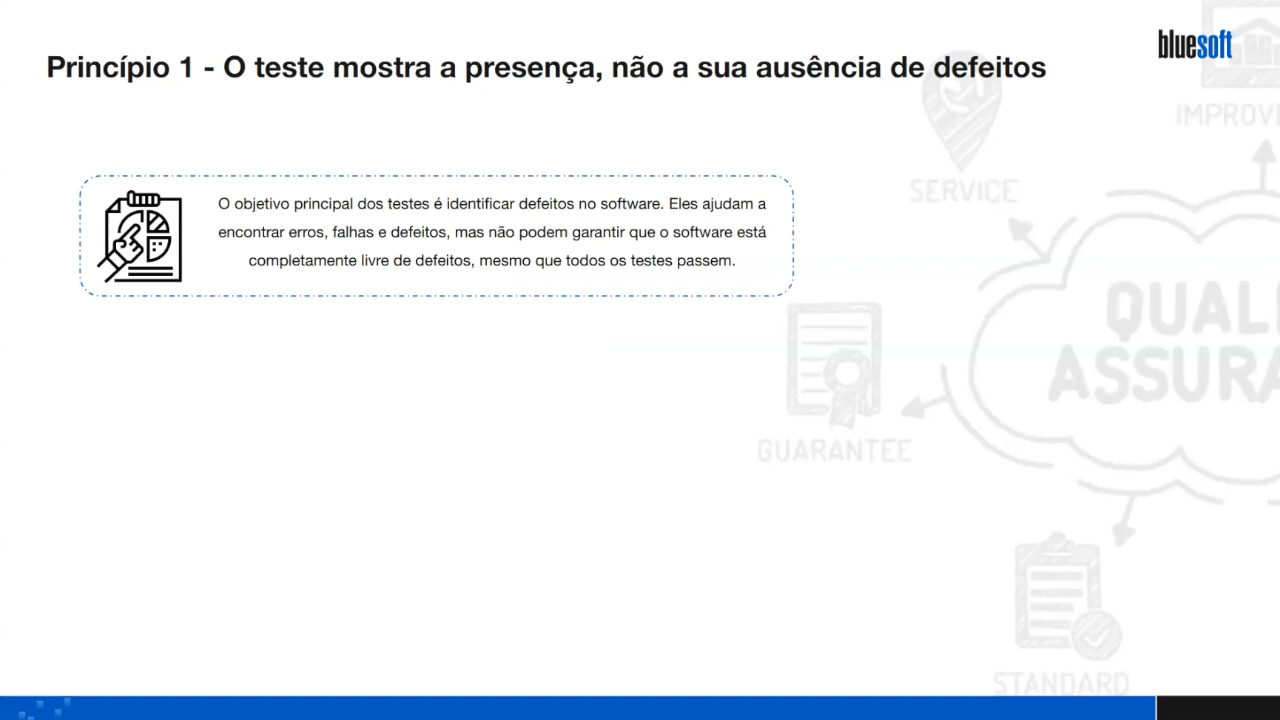 bluesoft
Princípio 1 - O teste mostra a presença, não a sua ausência de defeitos
IMPROV
SERVICE
O objetivo principal dos testes é identificar defeitos no software. Eles ajudam a
encontrar erros, falhas e defeitos, mas não podem garantir que o software está
completamente livre de defeitos, mesmo que todos os testes passem.
QUALI
ASSURA
GUARANTEE
STANDARD